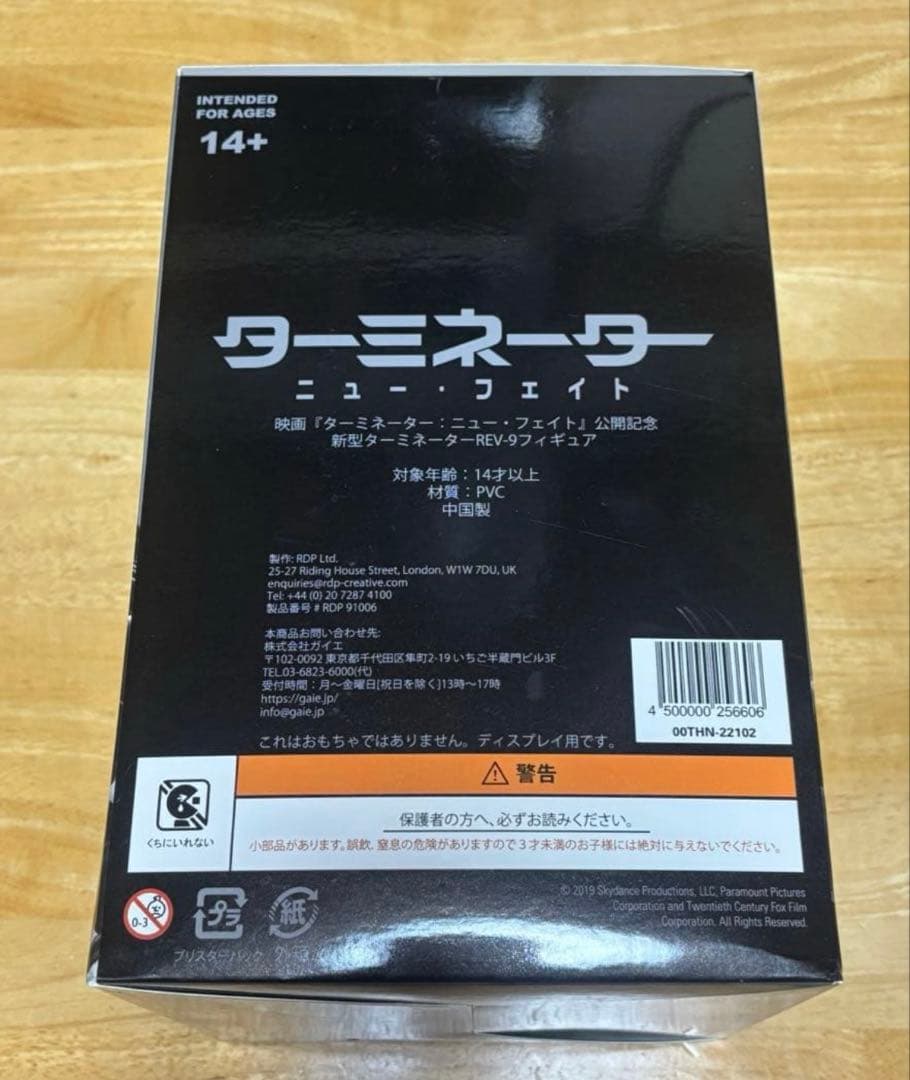 INTENDED
FOR AGES
14+
ターミネーター
ニュー・フェイト
映画『ターミネーター：ニュー・フェイト』公開記念
新型ターミネーターREV-9フィギュア
対象年齢：14才以上
材質：PVC
中国製
製作: RDP Ltd.
25-27 Riding House Street, London, W1W 7DU, UK
enquiries@rdp-creative.com
Tel: +44 (0) 20 7287 4100
製品番号 # RDP 91006
本商品お問い合わせ先:
株式会社ガイエ
〒102-0092 東京都千代田区隼町2-19 いちご半蔵門ビル3F
TEL.03-6823-6000(代)
受付時間：月～金曜日[祝日を除く]13時～17時
https://gaie.jp/
info@gaie.jp
これはおもちゃではありません。ディスプレイ用です。
4 500000 256606
00THN-22102
くちにいれない
警告
保護者の方へ、必ずお読みください。
小部品があります。誤飲、窒息の危険がありますので３才未満のお子様には絶対に与えないでください。
0-3
プラ
紙
ブリスターパック
© 2019 Skydance Productions, LLC, Paramount Pictures
Corporation and Twentieth Century Fox Film
Corporation. All Rights Reserved.